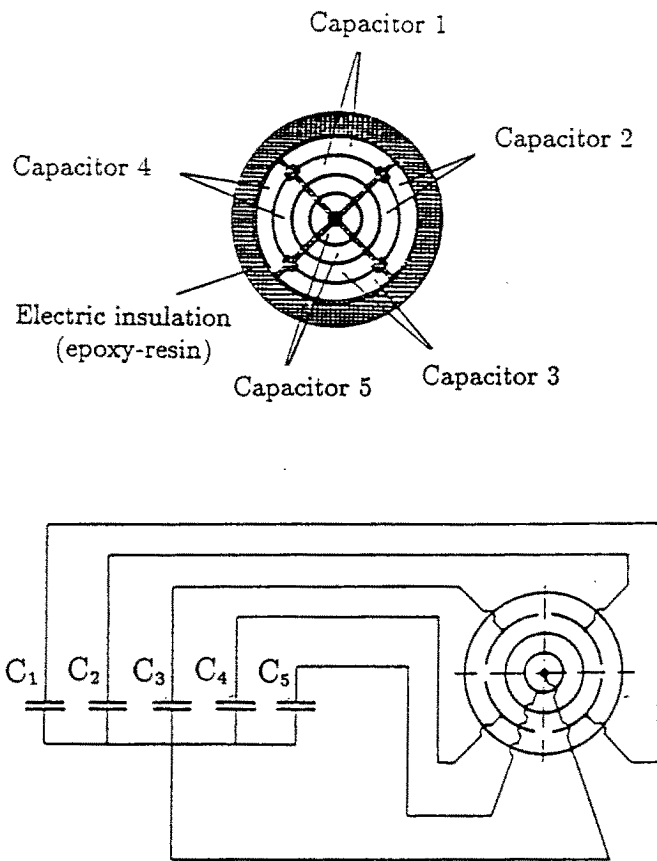 Capacitor 1
Capacitor 2
Capacitor 4
Electric insulation
(epoxy-resin)
Capacitor 5
Capacitor 3
C₁ C₂ C₃ C₄ C₅